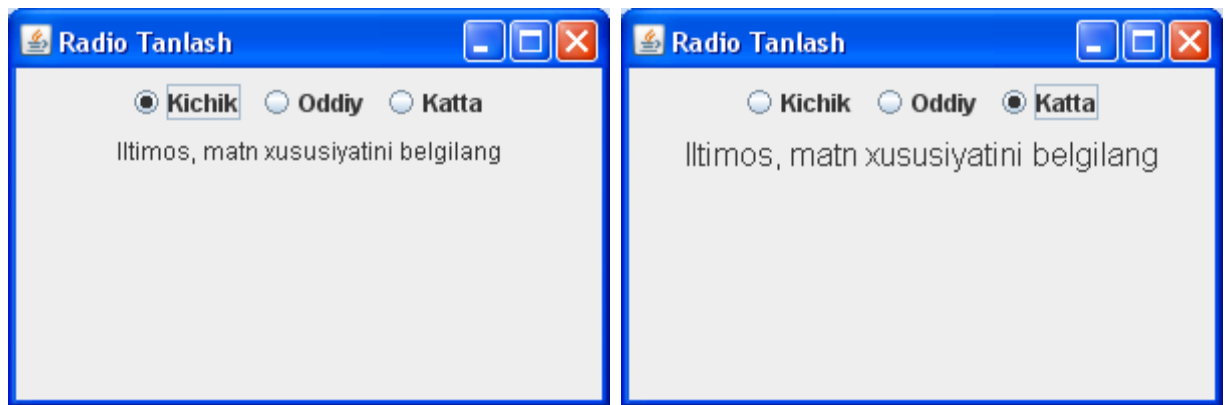 Radio Tanlash
Kichik Oddiy Katta
Iltimos, matn xususiyatini belgilang
Radio Tanlash
Kichik Oddiy Katta
Iltimos, matn xususiyatini belgilang